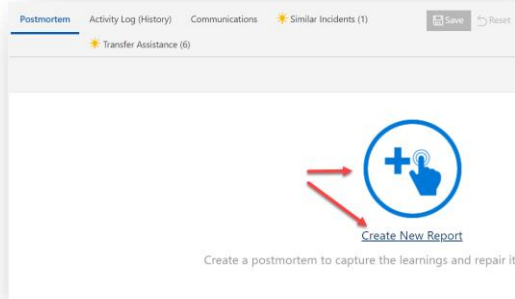 Postmortem Activity Log (History) Communications Similar Incidents (1) Save Reset
Transfer Assistance (6)
Create New Report
Create a postmortem to capture the learnings and repair it